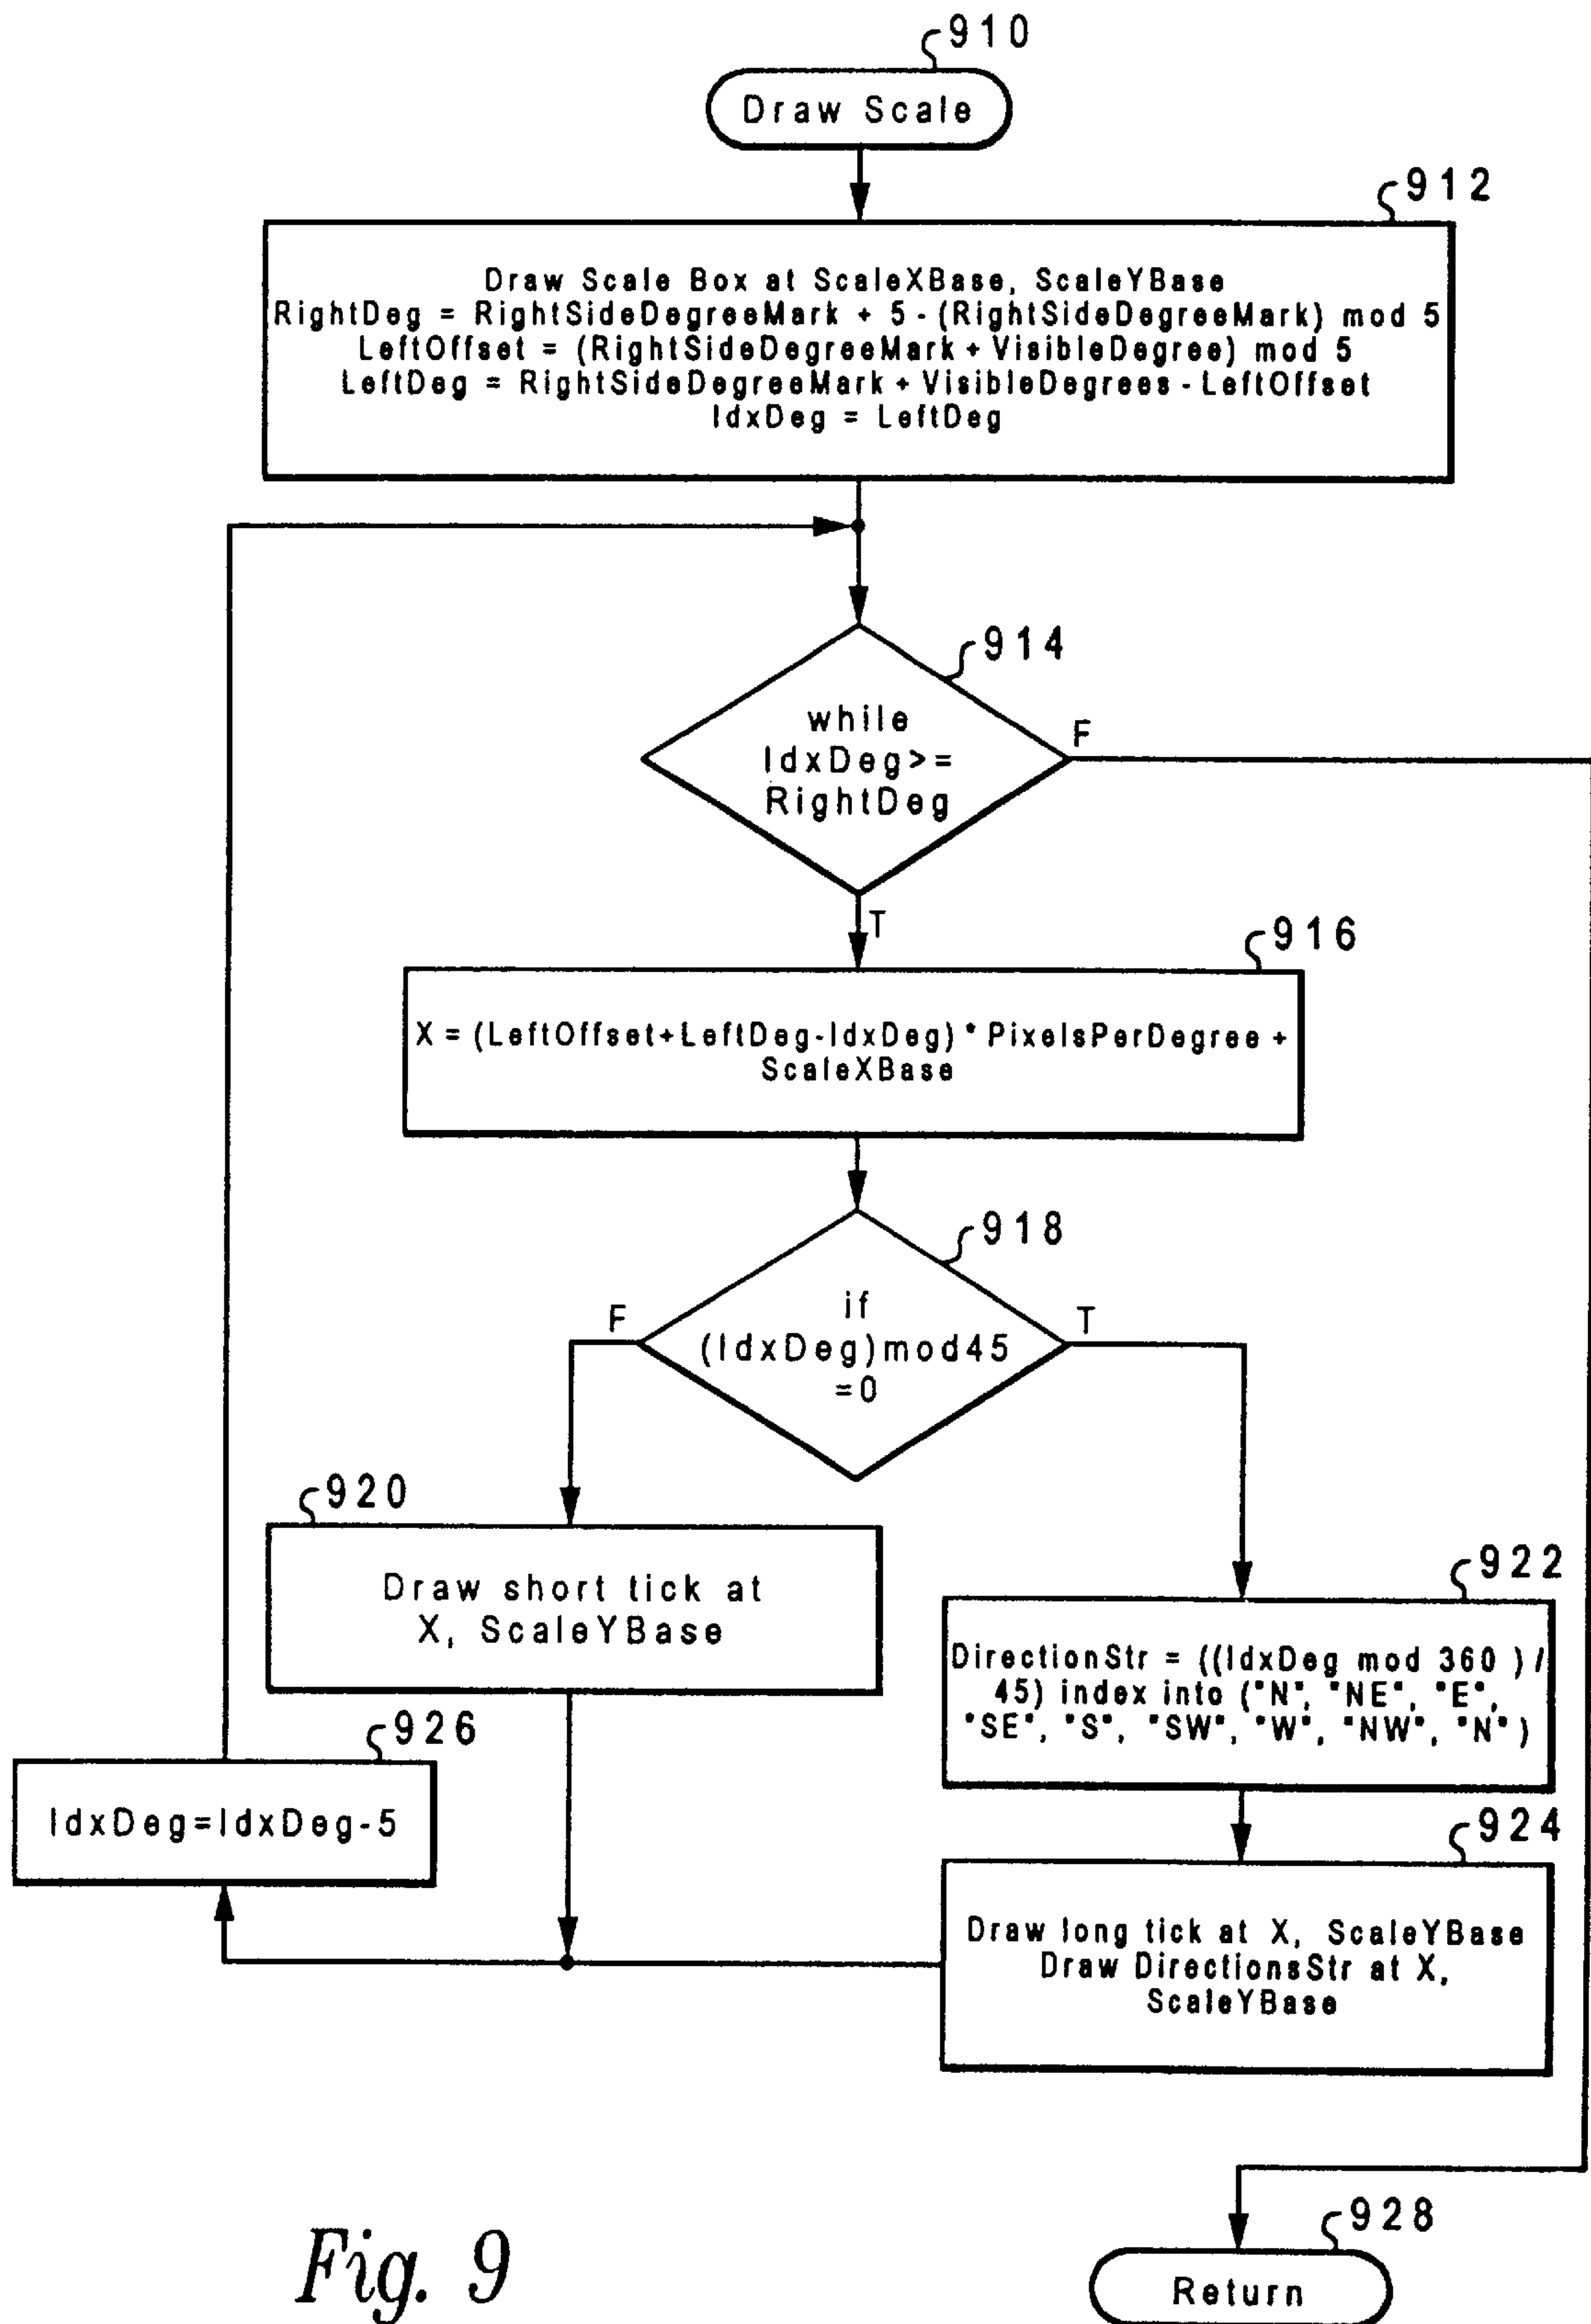 910
Draw Scale
912
Draw Scale Box at ScaleXBase, ScaleYBase
RightDeg = RightSideDegreeMark + 5 - (RightSideDegreeMark) mod 5
LeftOffset = (RightSideDegreeMark + VisibleDegree) mod 5
LeftDeg = RightSideDegreeMark + VisibleDegrees - LeftOffset
IdxDeg = LeftDeg
914
while
IdxDeg>=
RightDeg
F
T
916
X = (LeftOffset+LeftDeg-IdxDeg) * PixelsPerDegree +
ScaleXBase
918
if
(IdxDeg)mod45
=0
F
T
920
Draw short tick at
X, ScaleYBase
922
DirectionStr = ((IdxDeg mod 360 ) /
45) index into ("N", "NE", "E",
"SE", "S", "SW", "W", "NW", "N" )
926
IdxDeg=IdxDeg-5
924
Draw long tick at X, ScaleYBase
Draw DirectionsStr at X,
ScaleYBase
928
Return
Fig. 9